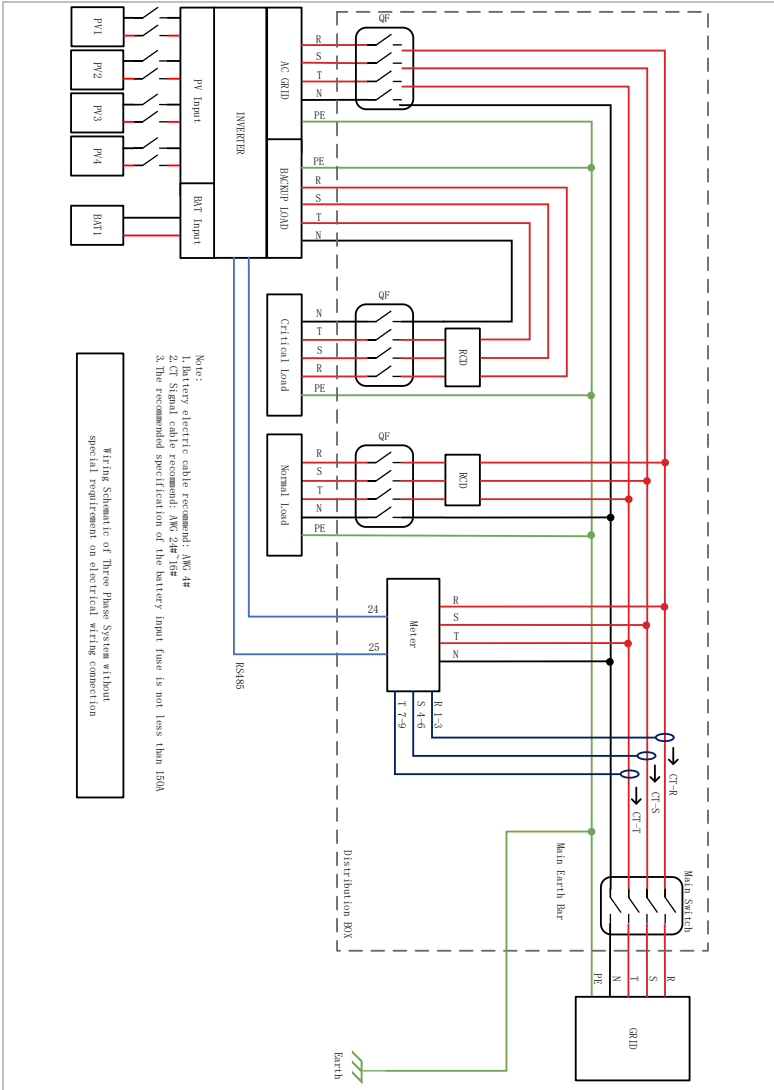 PV1
PV2
PV3
PV4
BAT1
PV Input
BAT Input
INVERTER
AC GRID
BACKUP LOAD
R
S
T
N
PE
PE
R
S
T
N
QF
QF
N
T
S
R
PE
Critical Load
RCD
QF
R
S
T
N
PE
Normal Load
RCD
24
25
RS485
Meter
R
S
T
N
R 1-3
S 4-6
T 7-9
CT-R
CT-S
CT-T
Main Switch
Main Earth Bar
Distribution BOX
R
S
T
N
PE
GRID
Earth
Note:
1. Battery electric cable recommend: AWG 4#
2. CT Signal cable recommend: AWG 24#~16#
3. The recommended specification of the battery input fuse is not less than 150A
Wiring Schematic of Three Phase System without
special requirement on electrical wiring connection